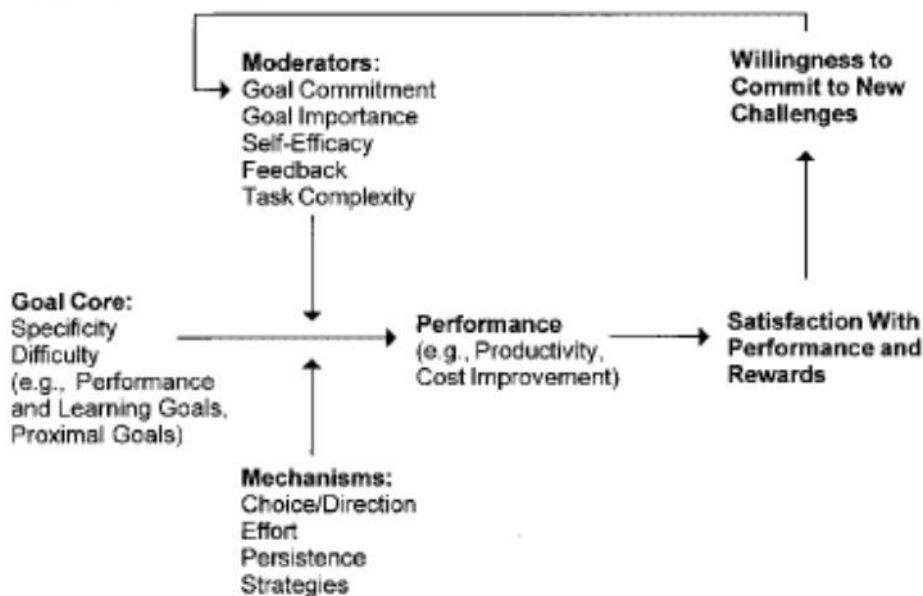 Moderators:
Goal Commitment
Goal Importance
Self-Efficacy
Feedback
Task Complexity
Willingness to
Commit to New
Challenges
Goal Core:
Specificity
Difficulty
(e.g., Performance
and Learning Goals,
Proximal Goals)
Performance
(e.g., Productivity,
Cost Improvement)
Satisfaction With
Performance and
Rewards
Mechanisms:
Choice/Direction
Effort
Persistence
Strategies